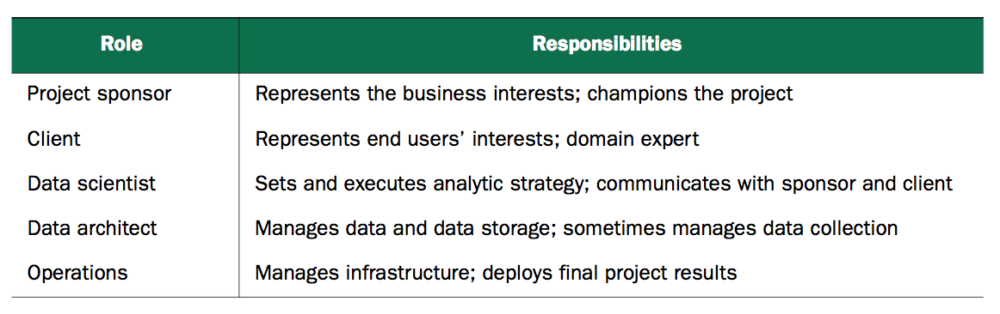 Role Responsibilities
Project sponsor Represents the business interests; champions the project
Client Represents end users’ interests; domain expert
Data scientist Sets and executes analytic strategy; communicates with sponsor and client
Data architect Manages data and data storage; sometimes manages data collection
Operations Manages infrastructure; deploys final project results